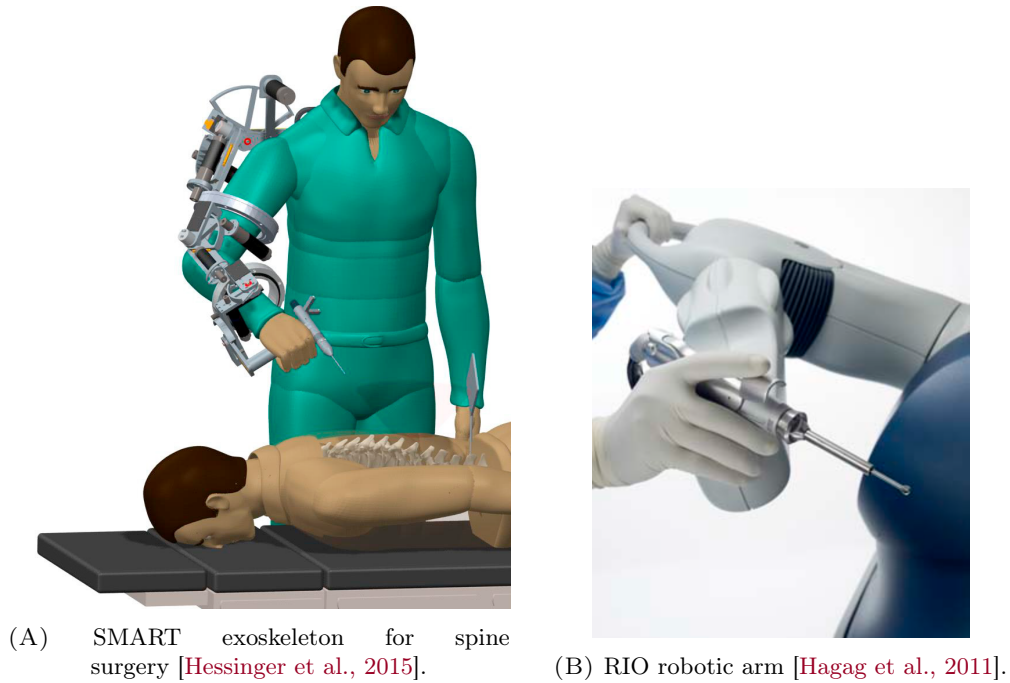 (A) SMART exoskeleton for spine
surgery [Hessinger et al., 2015].
(B) RIO robotic arm [Hagag et al., 2011].